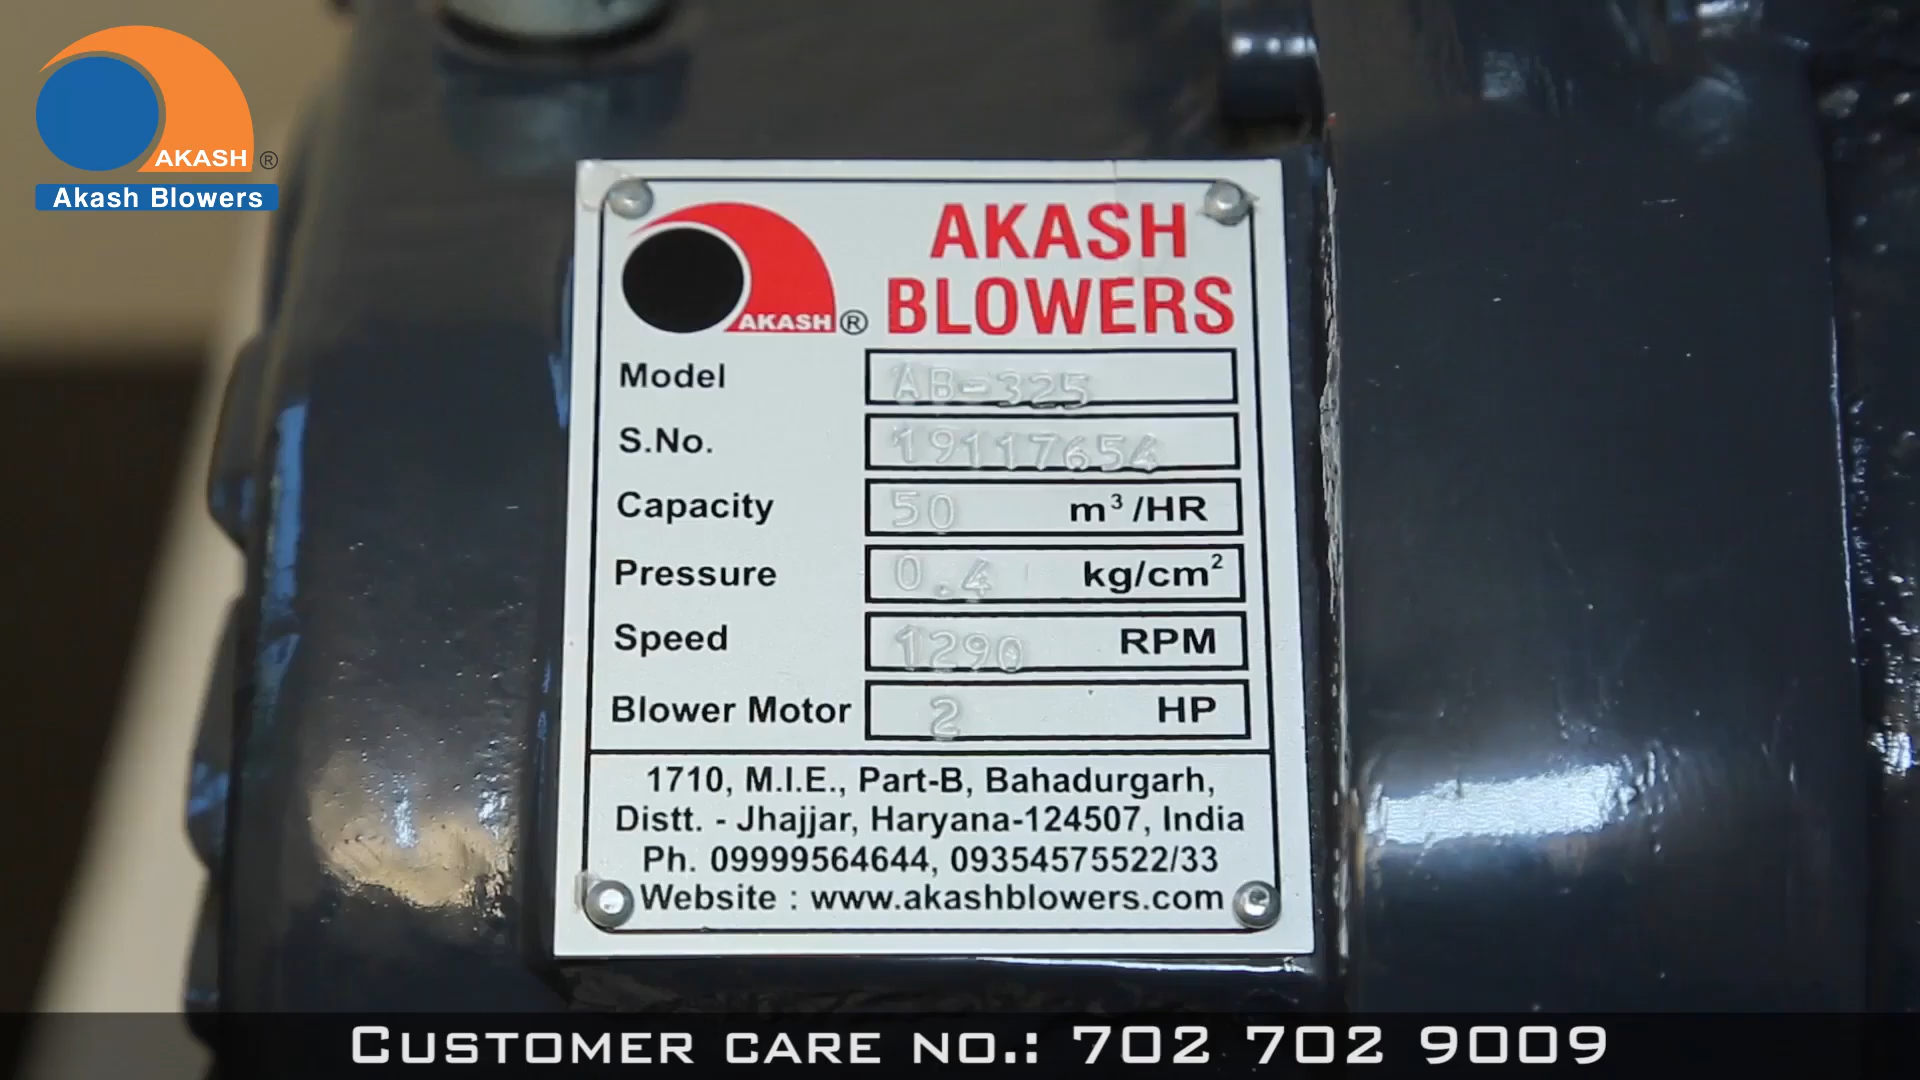 AKASH ®
Akash Blowers
AKASH ®
AKASH
BLOWERS
Model AB-325
S.No. 19117654
Capacity 50 m³/HR
Pressure 0.4 kg/cm²
Speed 1290 RPM
Blower Motor 2 HP
1710, M.I.E., Part-B, Bahadurgarh,
Distt. - Jhajjar, Haryana-124507, India
Ph. 09999564644, 09354575522/33
Website : www.akashblowers.com
CUSTOMER CARE NO.: 702 702 9009